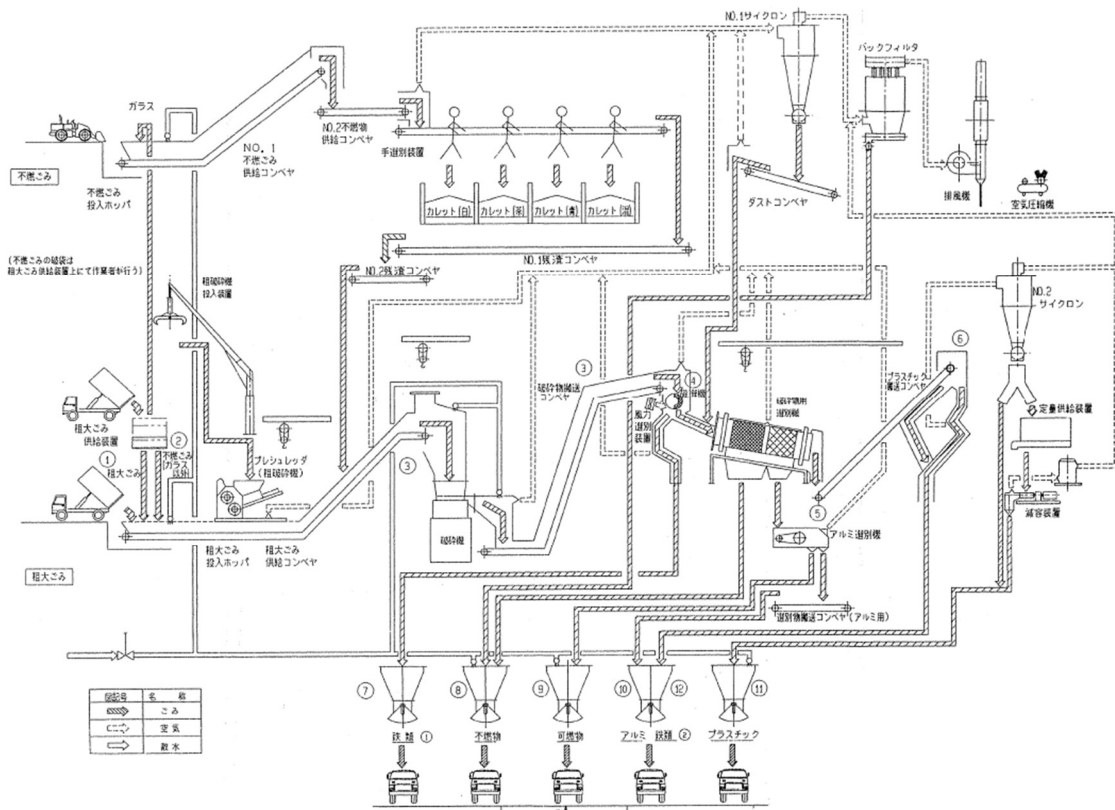 NO.1サイクロン
バックフィルタ
ガラス
NO.2不燃物
供給コンベヤ
手選別装置
NO. 1
不燃ごみ
供給コンベヤ
不燃ごみ
不燃ごみ
投入ホッパ
カレット(白)
カレット(茶)
カレット(青)
カレット(混)
ダストコンベヤ
排風機
空気圧縮機
(不燃ごみの破袋は
粗大ごみ供給装置上にて作業者が行う)
NO.1残渣コンベヤ
NO.2残渣コンベヤ
粗破砕機
投入装置
NO.2
サイクロン
⑥
プラスチック
搬送コンベヤ
③
破砕物搬送
コンベヤ
④
風力
選別
装置
破砕物用
選別機
定量供給装置
粗大ごみ
供給装置
②
不燃ごみ
(ガラス
以外)
①
粗大ごみ
プレシュレッダ
(粗破砕機)
③
破砕機
⑤
アルミ選別機
減容装置
粗大ごみ
投入ホッパ
粗大ごみ
供給コンベヤ
粗大ごみ
選別物搬送コンベヤ(アルミ用)
図記号 名 称
ごみ
空気
散水
⑦
⑧
⑨
⑩
⑫
⑪
鉄類 ①
不燃物
可燃物
アルミ 鉄類 ②
プラスチック